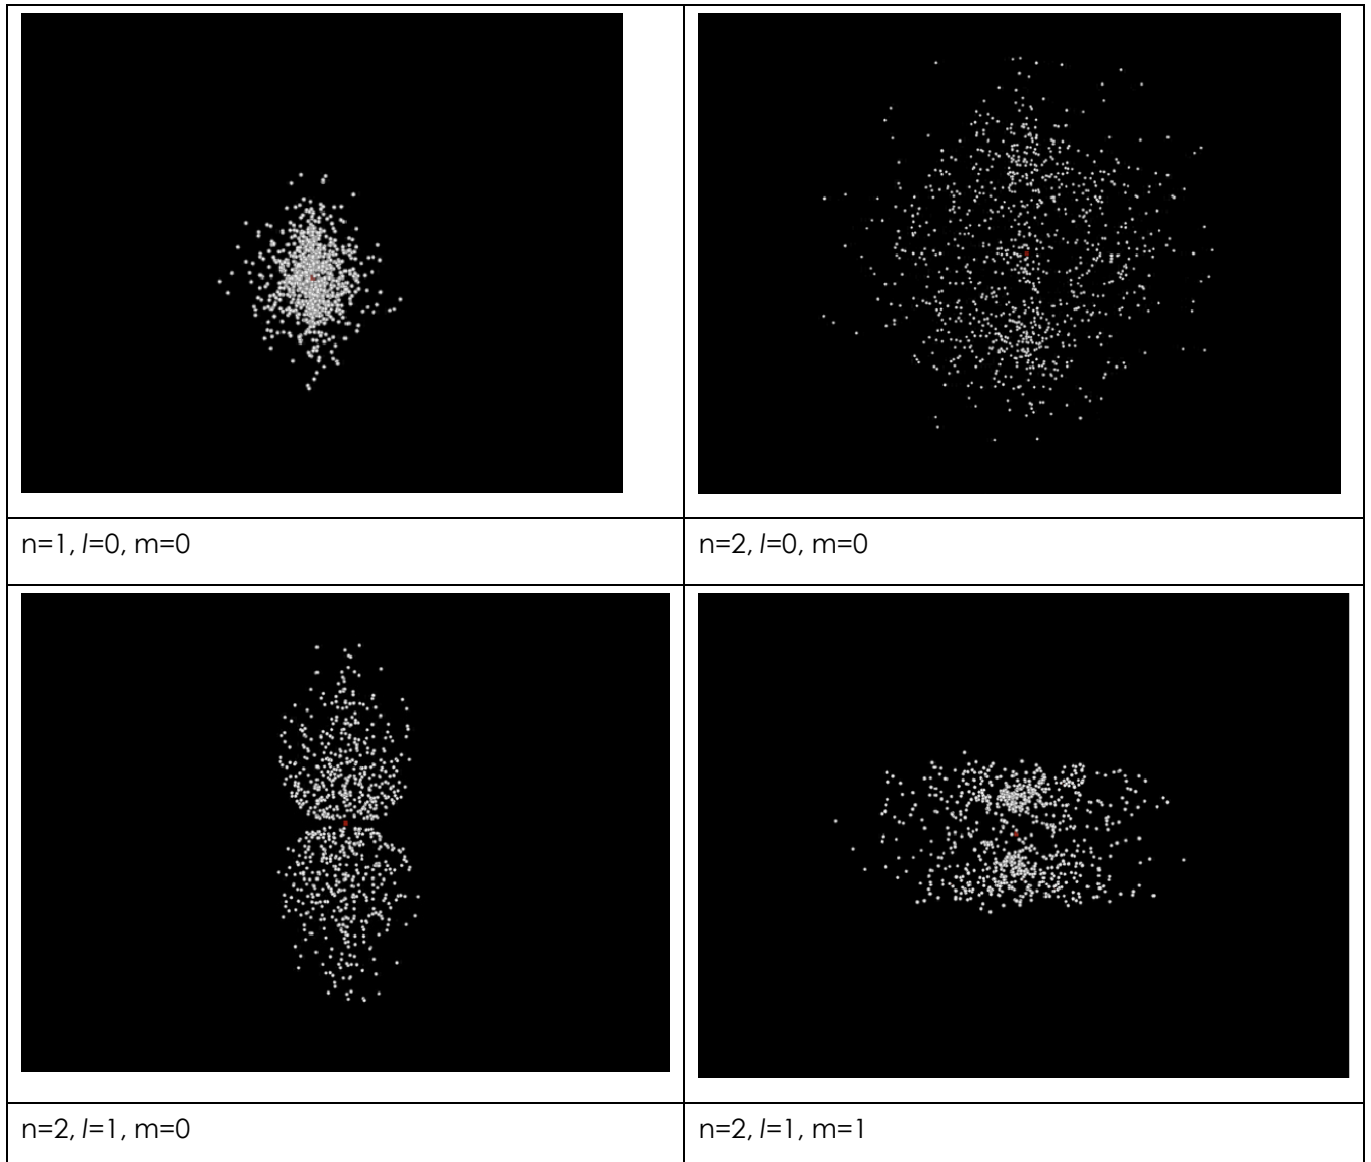 n=1, l=0, m=0
n=2, l=0, m=0
n=2, l=1, m=0
n=2, l=1, m=1